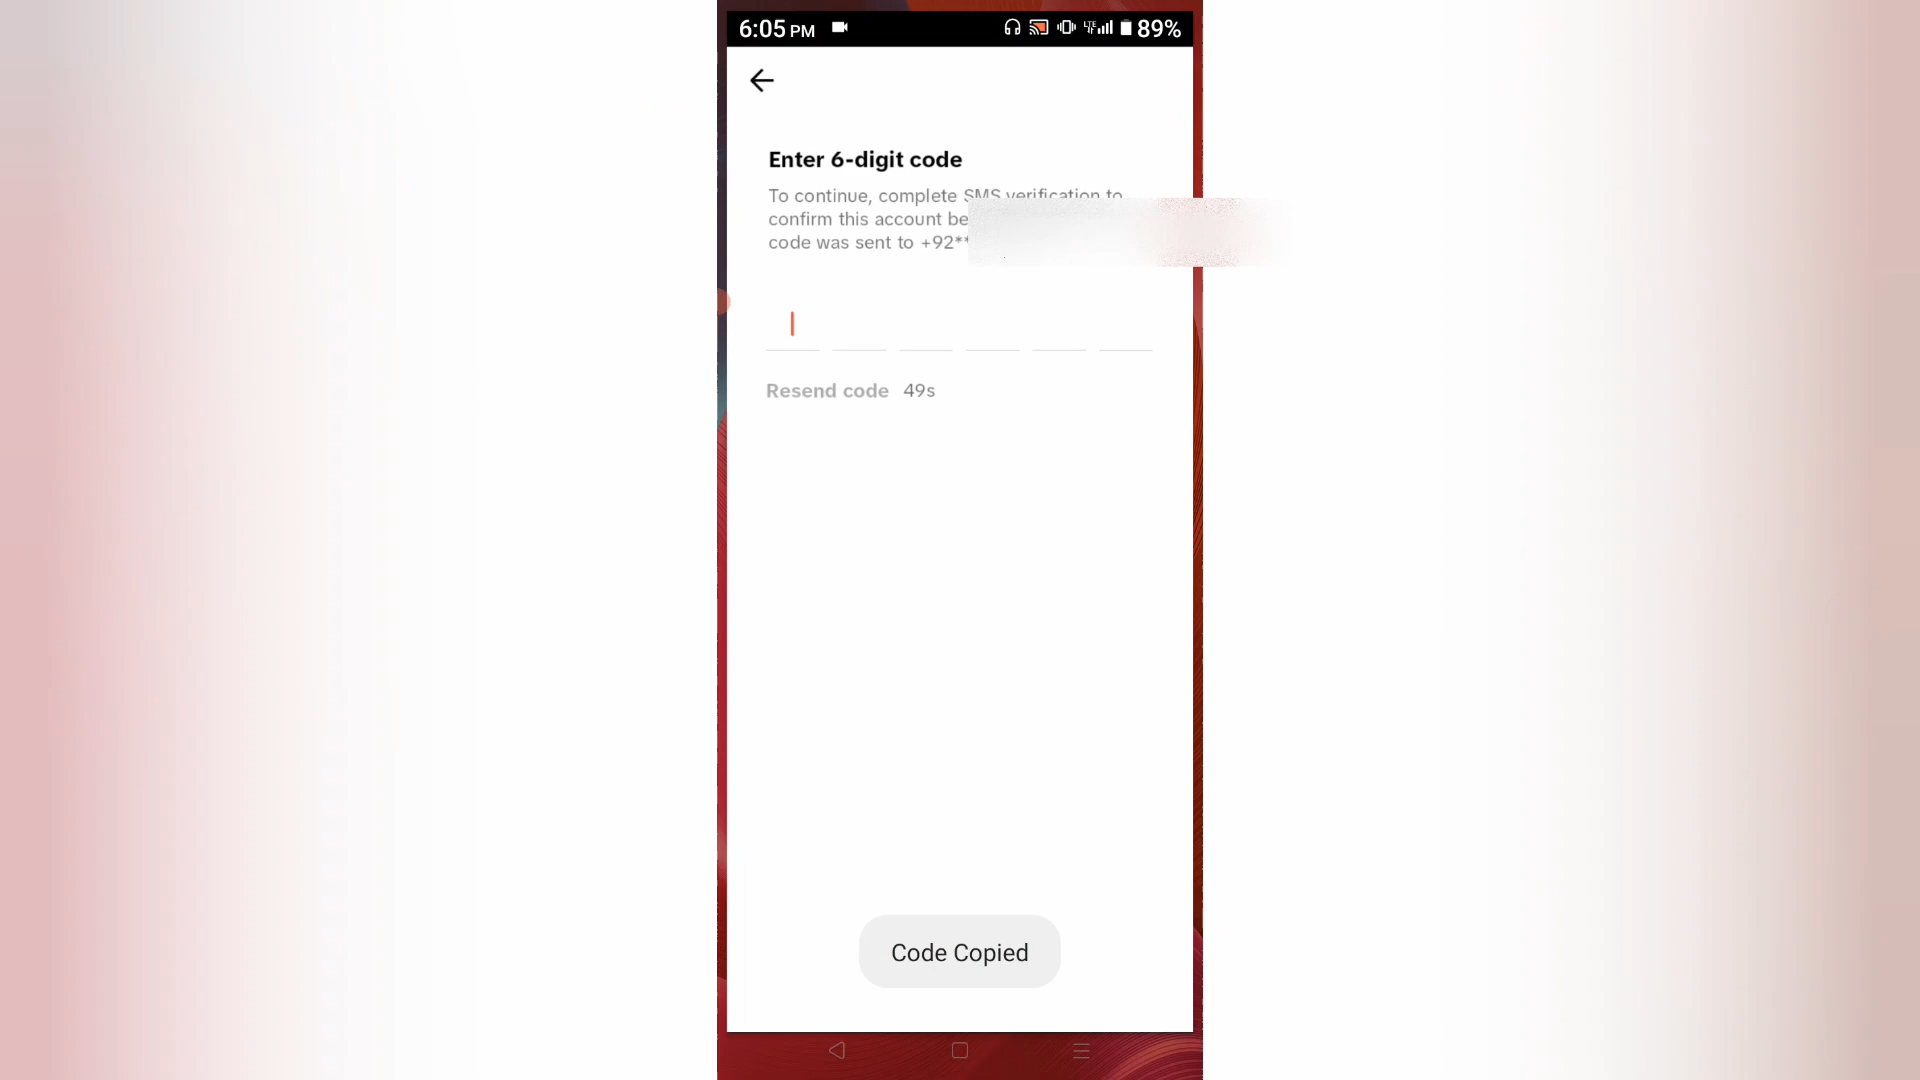 6:05 PM 89%
Enter 6-digit code
To continue, complete SMS verification to
confirm this account be
code was sent to +92**
Resend code 49s
Code Copied